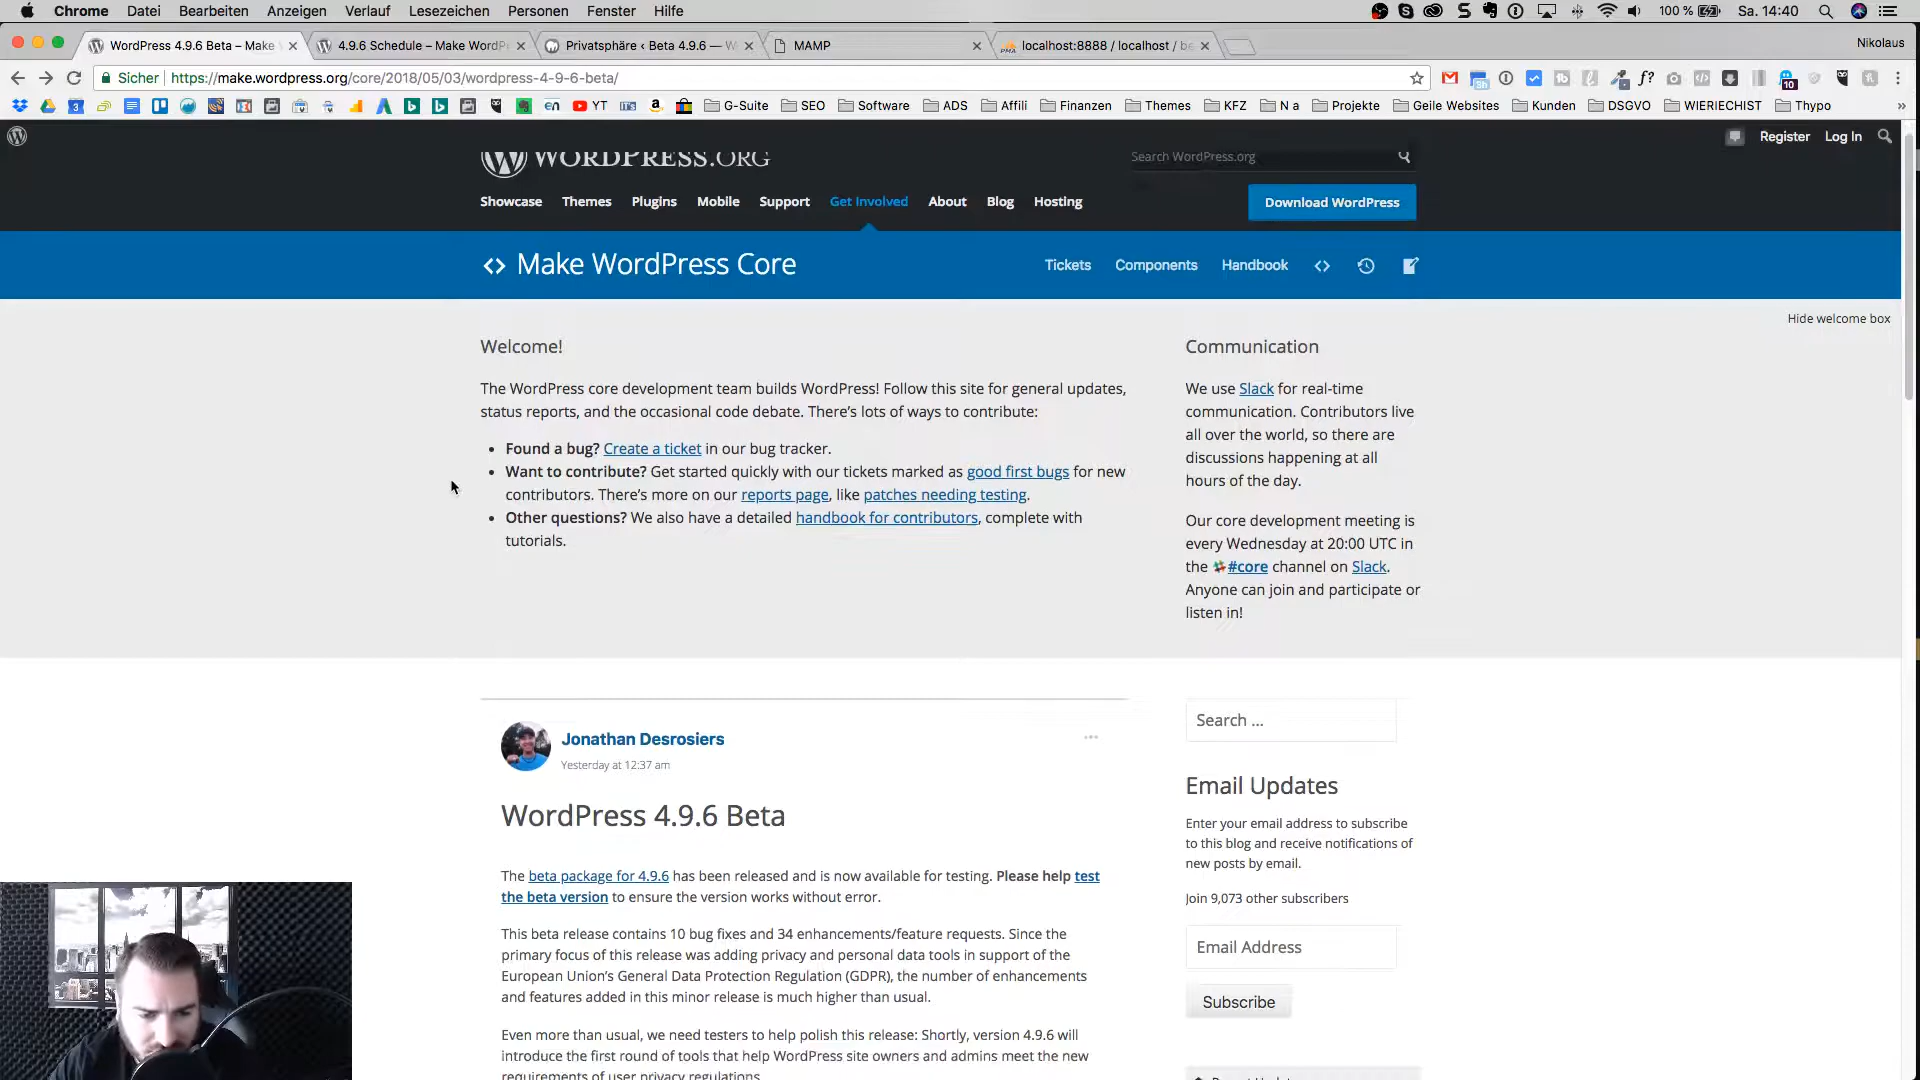 Chrome Datei Bearbeiten Anzeigen Verlauf Lesezeichen Personen Fenster Hilfe 100 % Sa. 14:40
WordPress 4.9.6 Beta – Make 4.9.6 Schedule – Make WordP Privatsphäre ‹ Beta 4.9.6 — W MAMP localhost:8888 / localhost / be Nikolaus
Sicher https://make.wordpress.org/core/2018/05/03/wordpress-4-9-6-beta/
YT G-Suite SEO Software ADS Affili Finanzen Themes KFZ N a Projekte Geile Websites Kunden DSGVO WIERIECHIST Thypo »
Register Log In
WORDPRESS.ORG Search WordPress.org
Showcase Themes Plugins Mobile Support Get Involved About Blog Hosting Download WordPress
Make WordPress Core Tickets Components Handbook
Hide welcome box
Welcome!
The WordPress core development team builds WordPress! Follow this site for general updates,
status reports, and the occasional code debate. There’s lots of ways to contribute:
• Found a bug? Create a ticket in our bug tracker.
• Want to contribute? Get started quickly with our tickets marked as good first bugs for new
contributors. There’s more on our reports page, like patches needing testing.
• Other questions? We also have a detailed handbook for contributors, complete with
tutorials.
Communication
We use Slack for real-time
communication. Contributors live
all over the world, so there are
discussions happening at all
hours of the day.
Our core development meeting is
every Wednesday at 20:00 UTC in
the #core channel on Slack.
Anyone can join and participate or
listen in!
Jonathan Desrosiers
Yesterday at 12:37 am
WordPress 4.9.6 Beta
The beta package for 4.9.6 has been released and is now available for testing. Please help test
the beta version to ensure the version works without error.
This beta release contains 10 bug fixes and 34 enhancements/feature requests. Since the
primary focus of this release was adding privacy and personal data tools in support of the
European Union’s General Data Protection Regulation (GDPR), the number of enhancements
and features added in this minor release is much higher than usual.
Even more than usual, we need testers to help polish this release: Shortly, version 4.9.6 will
introduce the first round of tools that help WordPress site owners and admins meet the new
requirements of user privacy regulations.
Search ...
Email Updates
Enter your email address to subscribe
to this blog and receive notifications of
new posts by email.
Join 9,073 other subscribers
Email Address
Subscribe